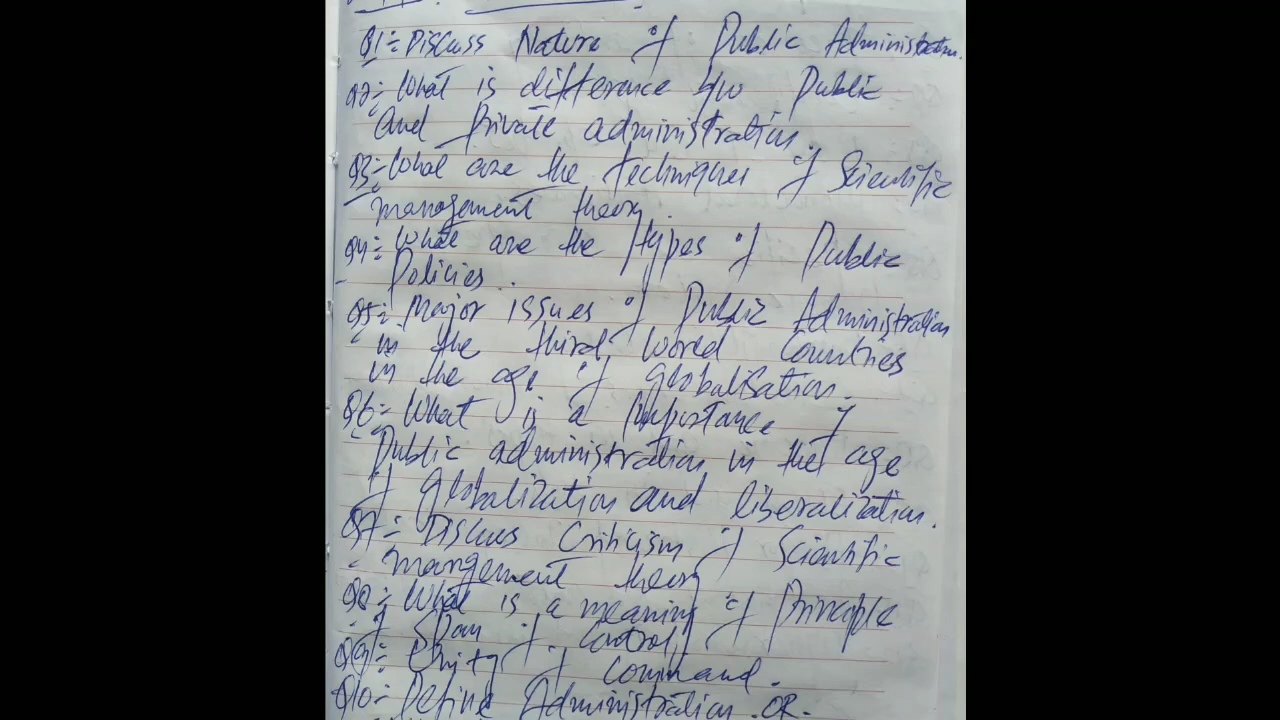 Q1:- Discuss Nature of Public Administration.
Q2:- What is difference b/w Public
and Private administration.
Q3:- What are the techniques of Scientific
management theory.
Q4:- What are the types of Public
Policies.
Q5:- Major issues of Public Administration
in the third world Countries
in the age of globalisation.
Q6:- What is a importance of
Public administration in the age
of globalization and liberalization.
Q7:- Discuss Criticism of Scientific
mangement theory
Q8:- What is a meaning of Principle
of Span of Control,
Q9:- Unity of Command.
Q10:- Define Administration. OR.